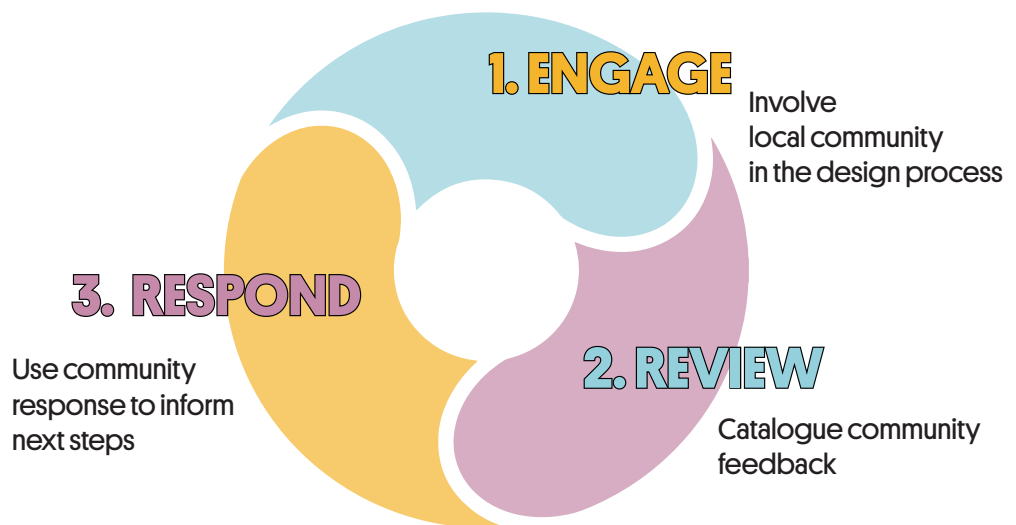 1. ENGAGE
Involve
local community
in the design process
2. REVIEW
Catalogue community
feedback
3. RESPOND
Use community
response to inform
next steps